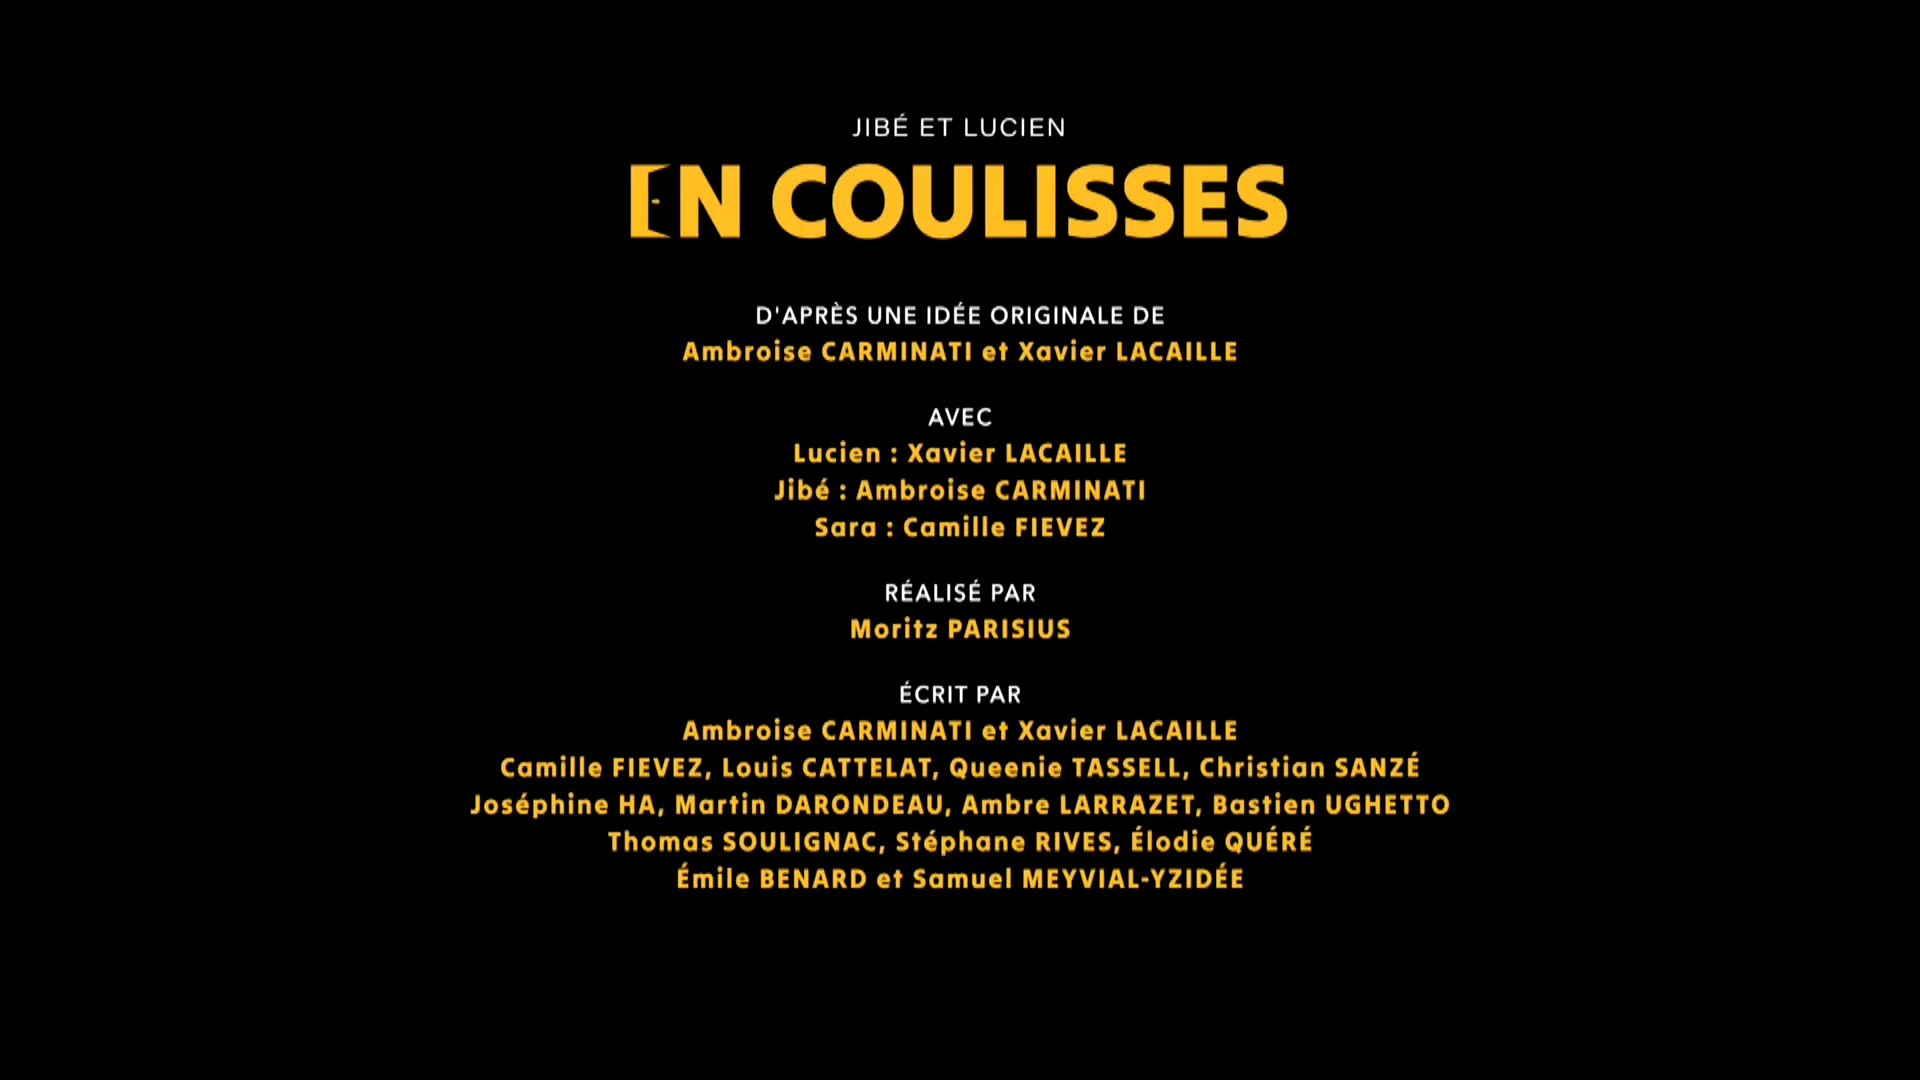 JIBÉ ET LUCIEN
EN COULISSES
D'APRÈS UNE IDÉE ORIGINALE DE
Ambroise CARMINATI et Xavier LACAILLE
AVEC
Lucien : Xavier LACAILLE
Jibé : Ambroise CARMINATI
Sara : Camille FIEVEZ
RÉALISÉ PAR
Moritz PARISIUS
ÉCRIT PAR
Ambroise CARMINATI et Xavier LACAILLE
Camille FIEVEZ, Louis CATTELAT, Queenie TASSELL, Christian SANZÉ
Joséphine HA, Martin DARONDEAU, Ambre LARRAZET, Bastien UGHETTO
Thomas SOULIGNAC, Stéphane RIVES, Élodie QUÉRÉ
Émile BENARD et Samuel MEYVIAL-YZIDÉE